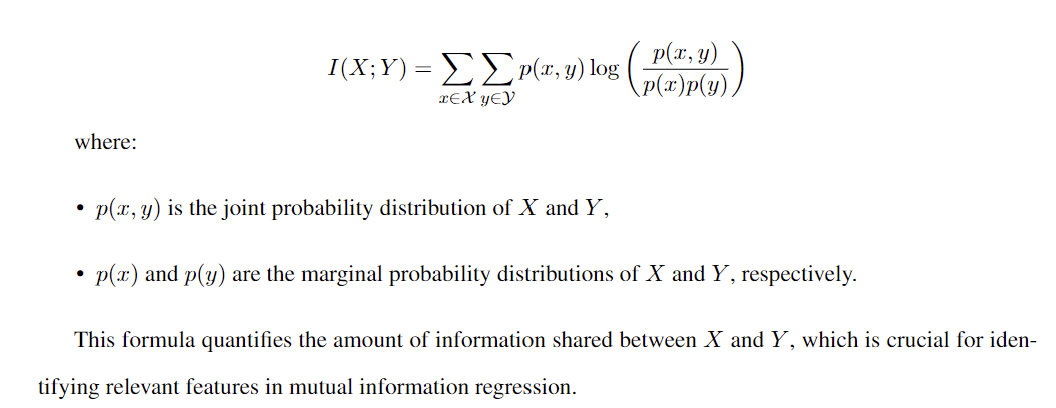 I(X;Y) = ∑_{x∈𝒳} ∑_{y∈𝒴} p(x, y) log ( p(x, y) / p(x)p(y) )
where:
• p(x, y) is the joint probability distribution of X and Y,
• p(x) and p(y) are the marginal probability distributions of X and Y, respectively.
This formula quantifies the amount of information shared between X and Y, which is crucial for iden-
tifying relevant features in mutual information regression.